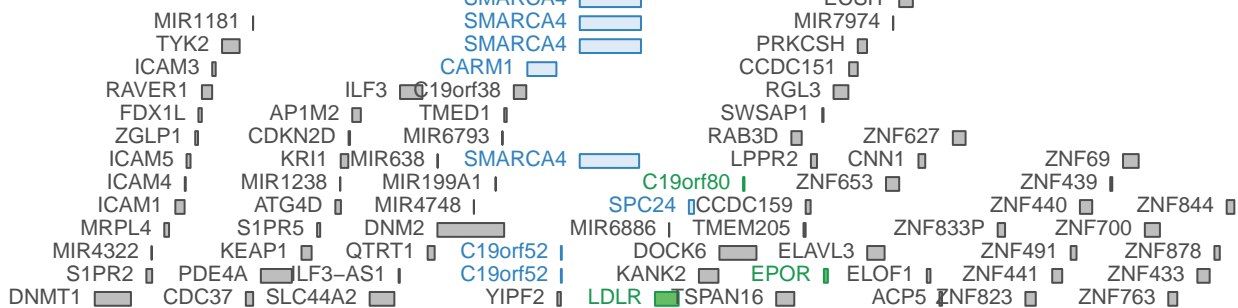 SMARCA4 ECSIT
MIR1181 SMARCA4 MIR7974
TYK2 SMARCA4 PRKCSH
ICAM3 CARM1 CCDC151
RAVER1 ILF3 C19orf38 RGL3
FDX1L AP1M2 TMED1 SWSAP1
ZGLP1 CDKN2D MIR6793 RAB3D ZNF627
ICAM5 KRI1 MIR638 SMARCA4 LPPR2 CNN1 ZNF69
ICAM4 MIR1238 MIR199A1 C19orf80 ZNF653 ZNF439
ICAM1 ATG4D MIR4748 SPC24 CCDC159 ZNF440 ZNF844
MRPL4 S1PR5 DNM2 MIR6886 TMEM205 ZNF833P ZNF700
MIR4322 KEAP1 QTRT1 C19orf52 DOCK6 ELAVL3 ZNF491 ZNF878
S1PR2 PDE4A ILF3−AS1 C19orf52 KANK2 EPOR ELOF1 ZNF441 ZNF433
DNMT1 CDC37 SLC44A2 YIPF2 LDLR TSPAN16 ACP5 ZNF823 ZNF763